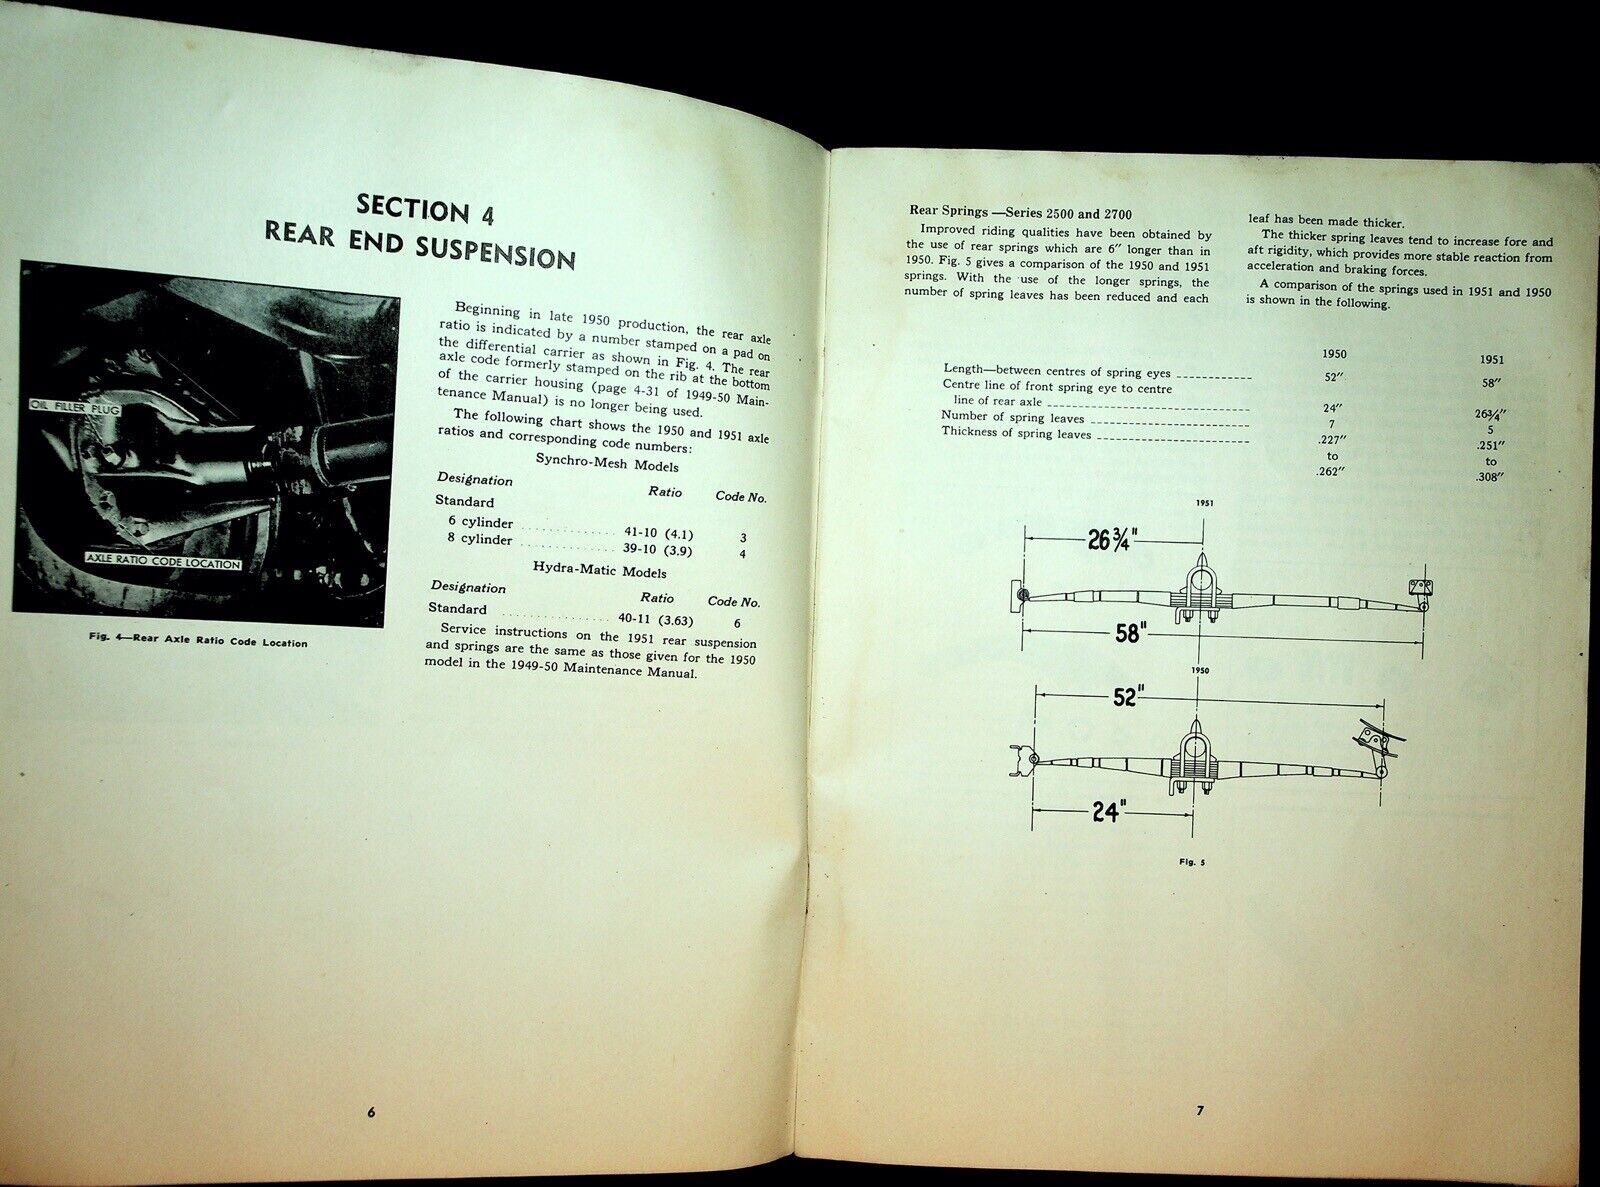 SECTION 4
REAR END SUSPENSION
OIL FILLER PLUG
AXLE RATIO CODE LOCATION
Fig. 4—Rear Axle Ratio Code Location
Beginning in late 1950 production, the rear axle
ratio is indicated by a number stamped on a pad on
the differential carrier as shown in Fig. 4. The rear
axle code formerly stamped on the rib at the bottom
of the carrier housing (page 4-31 of 1949-50 Main-
tenance Manual) is no longer being used.
The following chart shows the 1950 and 1951 axle
ratios and corresponding code numbers:
Synchro-Mesh Models
Designation Ratio Code No.
Standard
6 cylinder ............ 41-10 (4.1) 3
8 cylinder ............ 39-10 (3.9) 4
Hydra-Matic Models
Designation Ratio Code No.
Standard .............. 40-11 (3.63) 6
Service instructions on the 1951 rear suspension
and springs are the same as those given for the 1950
model in the 1949-50 Maintenance Manual.
6
Rear Springs —Series 2500 and 2700
Improved riding qualities have been obtained by
the use of rear springs which are 6″ longer than in
1950. Fig. 5 gives a comparison of the 1950 and 1951
springs. With the use of the longer springs, the
number of spring leaves has been reduced and each
leaf has been made thicker.
The thicker spring leaves tend to increase fore and
aft rigidity, which provides more stable reaction from
acceleration and braking forces.
A comparison of the springs used in 1951 and 1950
is shown in the following.
1950 1951
Length—between centres of spring eyes ____________ 52″ 58″
Centre line of front spring eye to centre
line of rear axle ____________ 24″ 26¾″
Number of spring leaves ____________ 7 5
Thickness of spring leaves ____________ .227″ .251″
to to
.262″ .308″
1951
26 ¾"
58"
1950
52"
24"
Fig. 5
7